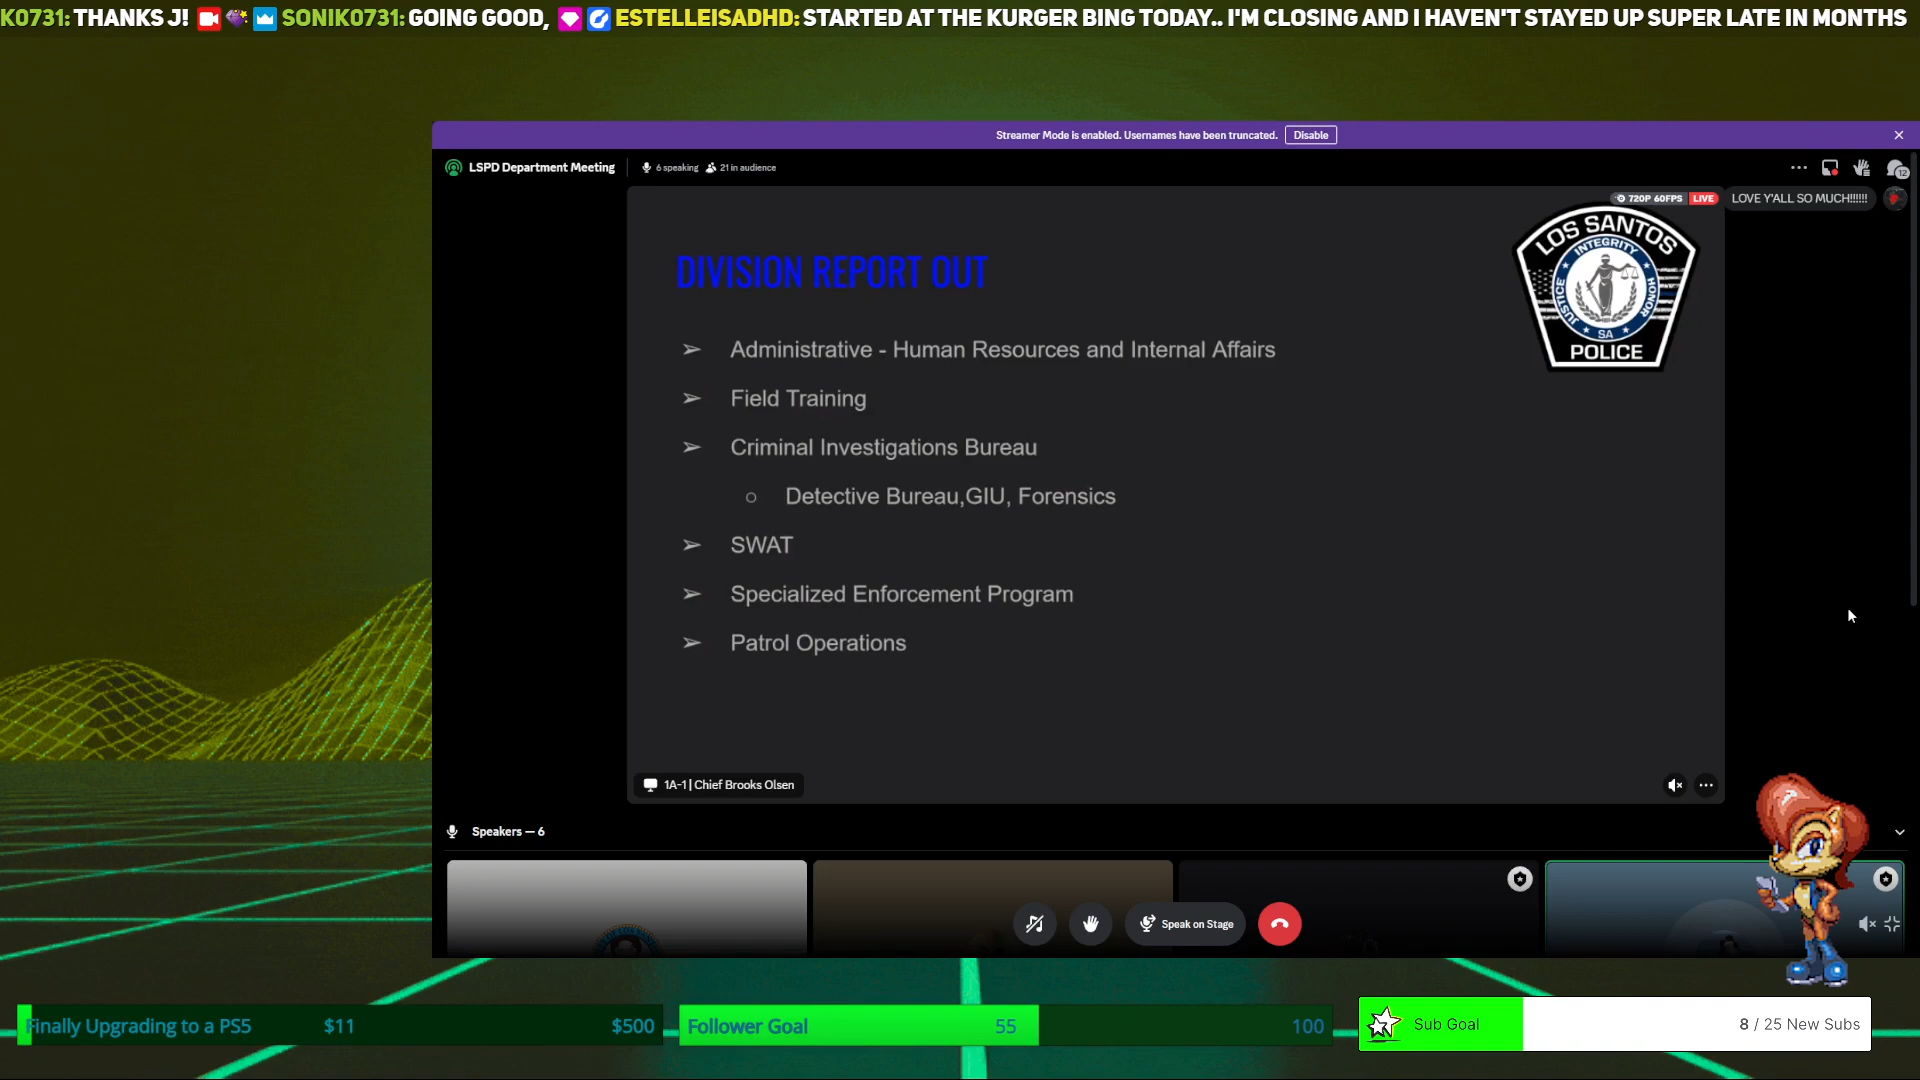 K0731: THANKS J! SONIK0731: GOING GOOD, ESTELLEISADHD: STARTED AT THE KURGER BING TODAY.. I'M CLOSING AND I HAVEN'T STAYED UP SUPER LATE IN MONTHS
Streamer Mode is enabled. Usernames have been truncated. Disable
LSPD Department Meeting 6 speaking 21 in audience
12
720P 60FPS LIVE LOVE Y'ALL SO MUCH!!!!!!
LOS SANTOS
INTEGRITY
JUSTICE
HONOR
SA
POLICE
DIVISION REPORT OUT
➢ Administrative - Human Resources and Internal Affairs
➢ Field Training
➢ Criminal Investigations Bureau
○ Detective Bureau,GIU, Forensics
➢ SWAT
➢ Specialized Enforcement Program
➢ Patrol Operations
1A-1 | Chief Brooks Olsen
Speakers — 6
Speak on Stage
Finally Upgrading to a PS5 $11 $500
Follower Goal 55 100
Sub Goal 8 / 25 New Subs